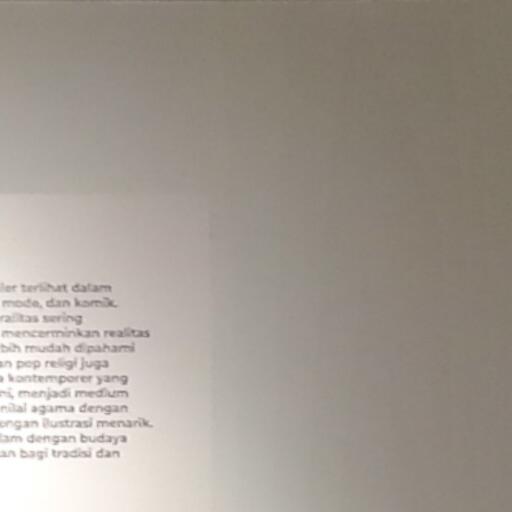 ler terlihat dalam
mode, dan komik.
ralitas sering
mencerminkan realitas
bih mudah dipahami
an pop religi juga
a kontemporer yang
ni, menjadi medium
nilai agama dengan
ongan ilustrasi menarik.
lam dengan budaya
an bagi tradisi dan